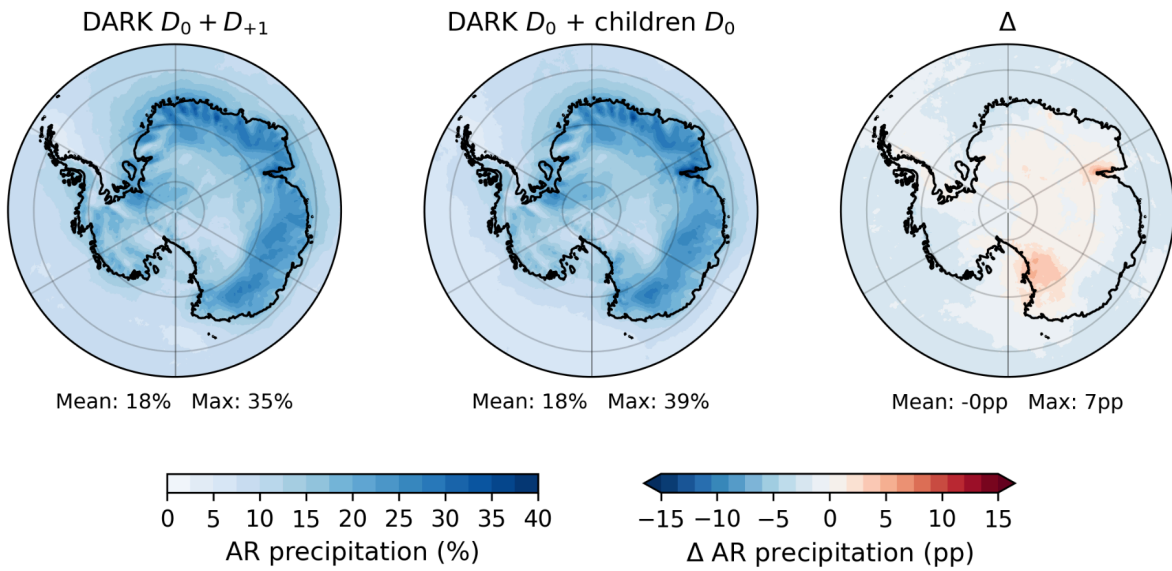 DARK D₀ + D₊₁
DARK D₀ + children D₀
Δ
Mean: 18% Max: 35%
Mean: 18% Max: 39%
Mean: -0pp Max: 7pp
0 5 10 15 20 25 30 35 40
AR precipitation (%)
−15 −10 −5 0 5 10 15
Δ AR precipitation (pp)